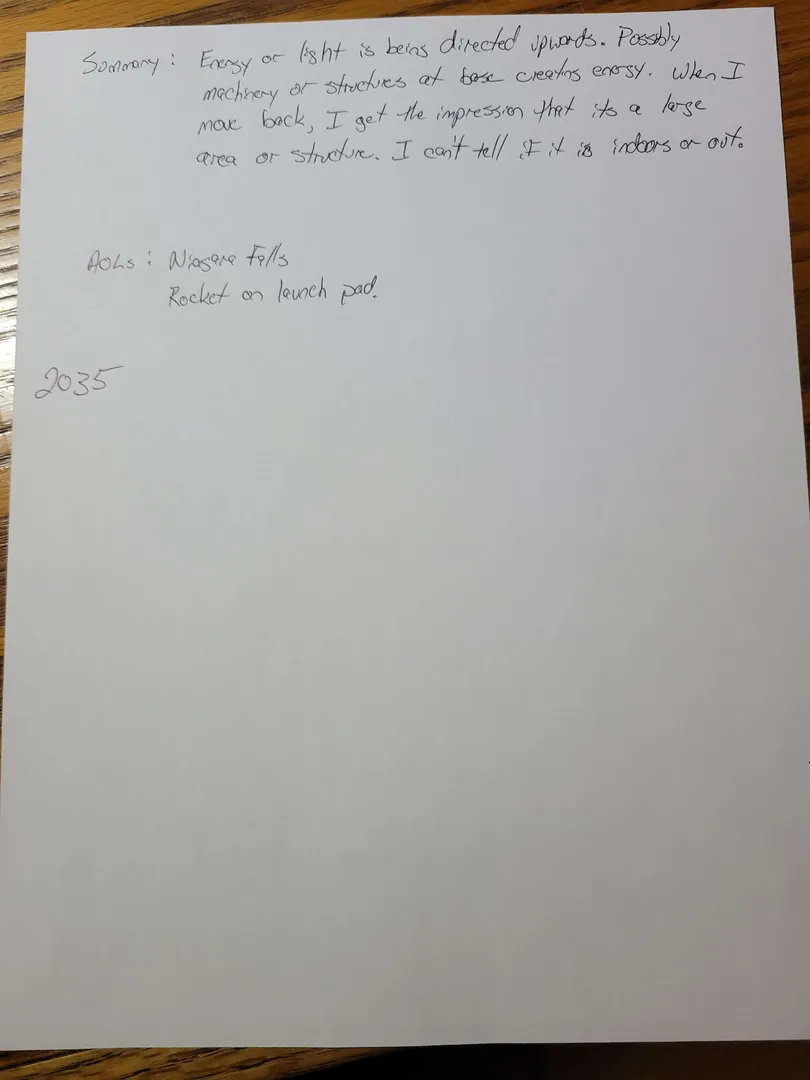 Summary: Energy or light is being directed upwards. Possibly
machinery or structures at base creating energy. When I
move back, I get the impression that its a large
area or structure. I can't tell if it is indoors or out.
AOLs: Niagara Falls
Rocket on launch pad.
2035